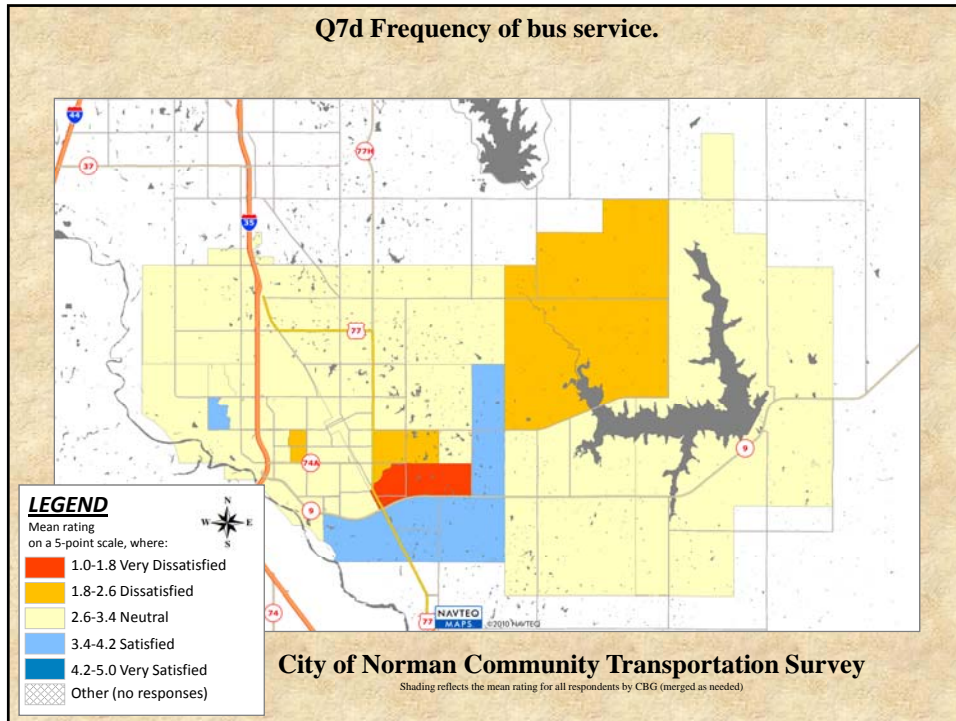 Q7d Frequency of bus service.
44
37
77H
35
77
74A
9
9
74
77
NAVTEQ
MAPS
©2010 NAVTEQ
LEGEND
Mean rating
on a 5-point scale, where:
N
W E
S
1.0-1.8 Very Dissatisfied
1.8-2.6 Dissatisfied
2.6-3.4 Neutral
3.4-4.2 Satisfied
4.2-5.0 Very Satisfied
Other (no responses)
City of Norman Community Transportation Survey
Shading reflects the mean rating for all respondents by CBG (merged as needed)